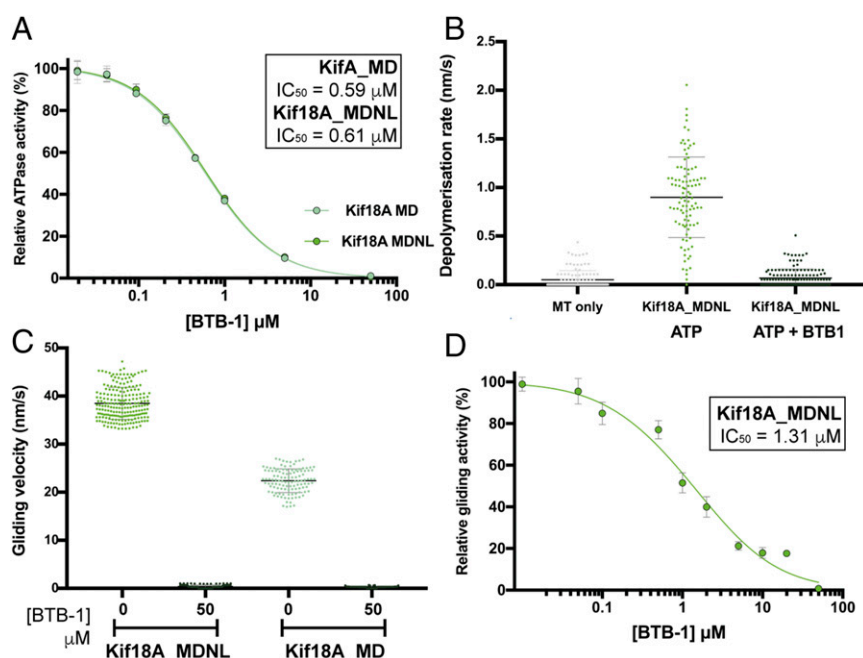 A
Relative ATPase activity (%)
100
80
60
40
20
0
0.1
1
10
100
[BTB-1] µM
KifA_MD
IC50 = 0.59 µM
Kif18A_MDNL
IC50 = 0.61 µM
Kif18A MD
Kif18A MDNL
B
Depolymerisation rate (nm/s)
2.5
2.0
1.5
1.0
0.5
0.0
MT only
Kif18A_MDNL
ATP
Kif18A_MDNL
ATP + BTB1
C
Gliding velocity (nm/s)
50
40
30
20
10
0
[BTB-1]
µM
0
50
0
50
Kif18A_MDNL
Kif18A_MD
D
Relative gliding activity (%)
100
80
60
40
20
0
0.1
1
10
100
[BTB-1] µM
Kif18A_MDNL
IC50 = 1.31 µM